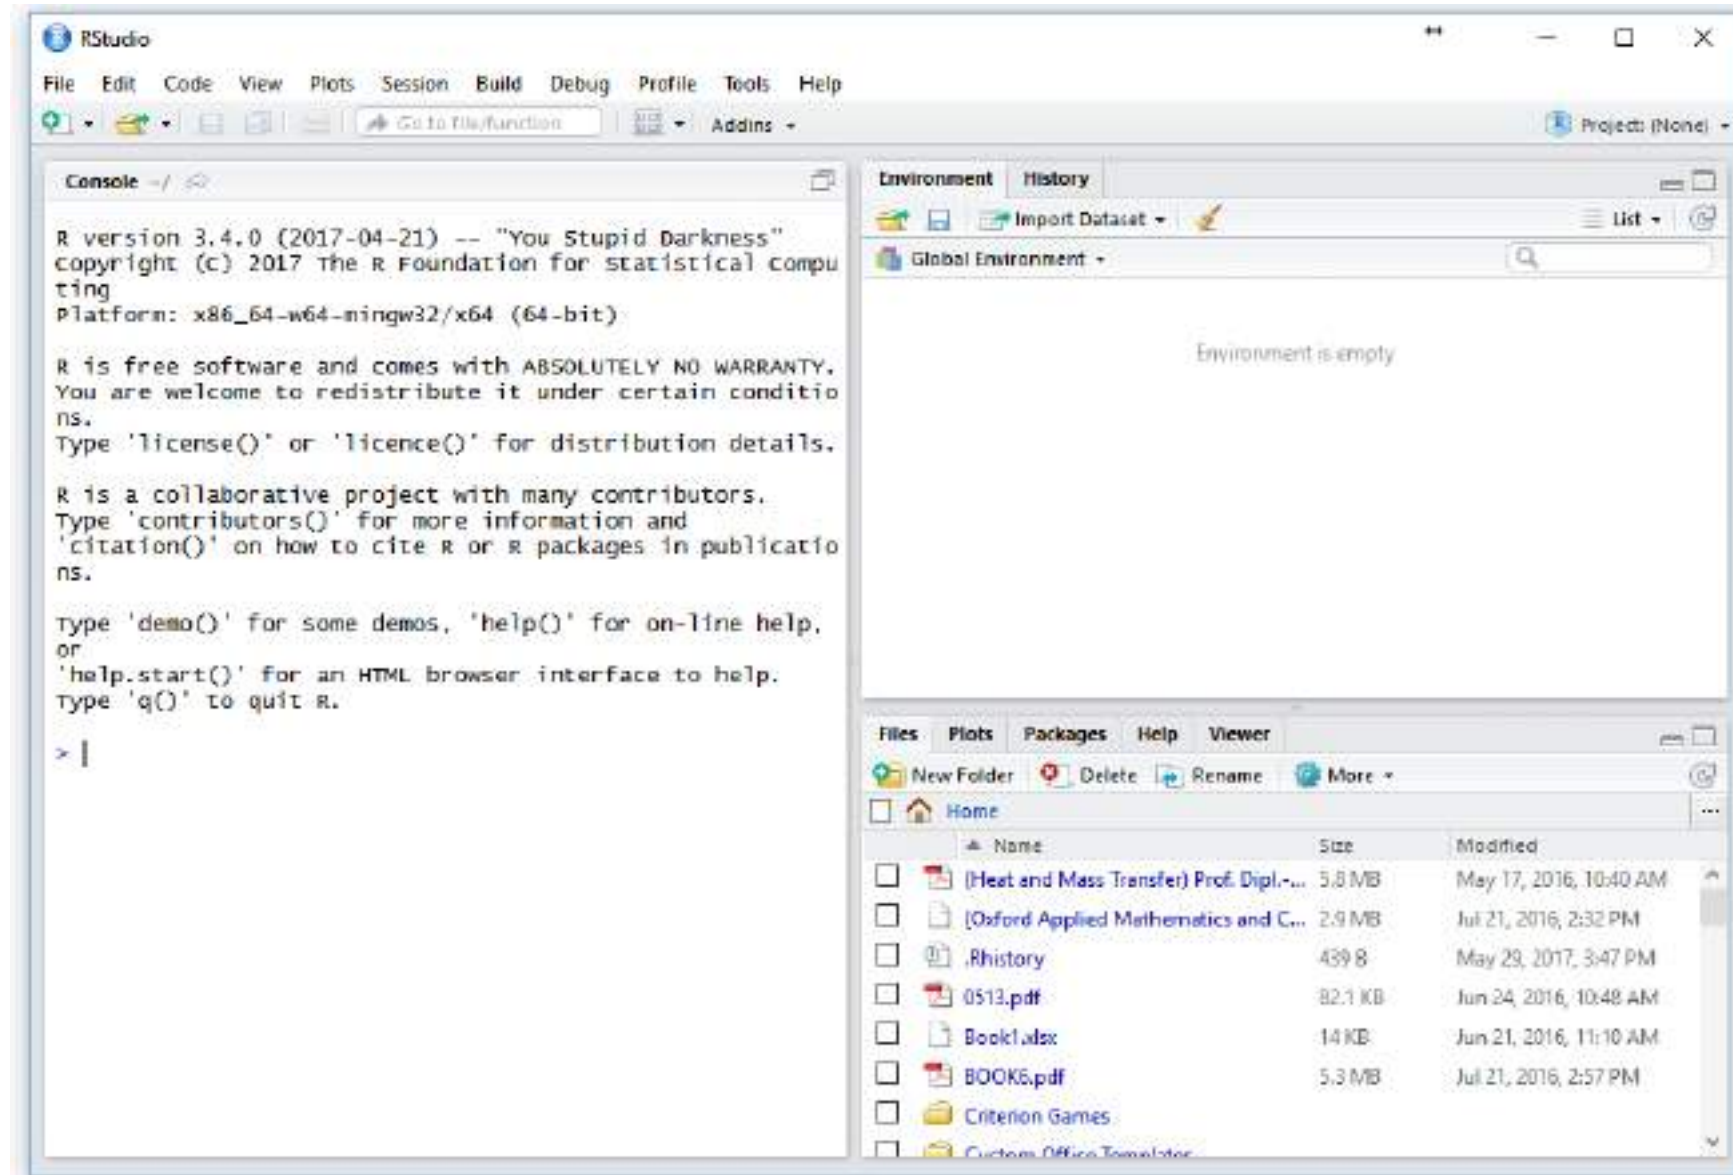 RStudio
File Edit Code View Plots Session Build Debug Profile Tools Help
Go to file/function Addins Project: (None)
Console ~/
R version 3.4.0 (2017-04-21) -- "You Stupid Darkness"
Copyright (C) 2017 The R Foundation for Statistical Compu
ting
Platform: x86_64-w64-mingw32/x64 (64-bit)
R is free software and comes with ABSOLUTELY NO WARRANTY.
You are welcome to redistribute it under certain conditio
ns.
Type 'license()' or 'licence()' for distribution details.
R is a collaborative project with many contributors.
Type 'contributors()' for more information and
'citation()' on how to cite R or R packages in publicatio
ns.
Type 'demo()' for some demos, 'help()' for on-line help,
or
'help.start()' for an HTML browser interface to help.
Type 'q()' to quit R.
>
Environment History
Import Dataset List
Global Environment
Environment is empty
Files Plots Packages Help Viewer
New Folder Delete Rename More
Home ...
Name Size Modified
(Heat and Mass Transfer) Prof. Dipl.-... 5.8 MB May 17, 2016, 10:40 AM
[Oxford Applied Mathematics and C... 2.9 MB Jul 21, 2016, 2:32 PM
.Rhistory 439 B May 29, 2017, 3:47 PM
0513.pdf 82.1 KB Jun 24, 2016, 10:48 AM
Book1.xlsx 14 KB Jun 21, 2016, 11:10 AM
BOOK6.pdf 5.3 MB Jul 21, 2016, 2:57 PM
Criterion Games
Custom Office Templates